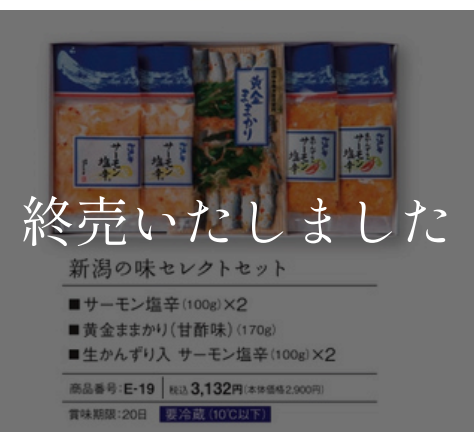 黄金
ままかり
サーモン
塩辛
サーモン
塩辛
サーモン
塩辛
サーモン
塩辛
終売いたしました
新潟の味セレクトセット
■サーモン塩辛(100g)×2
■黄金ままかり(甘酢味)(170g)
■生かんずり入 サーモン塩辛(100g)×2
商品番号:E-19 税込3,132円(本体価格2,900円)
賞味期限:20日 要冷蔵(10℃以下)